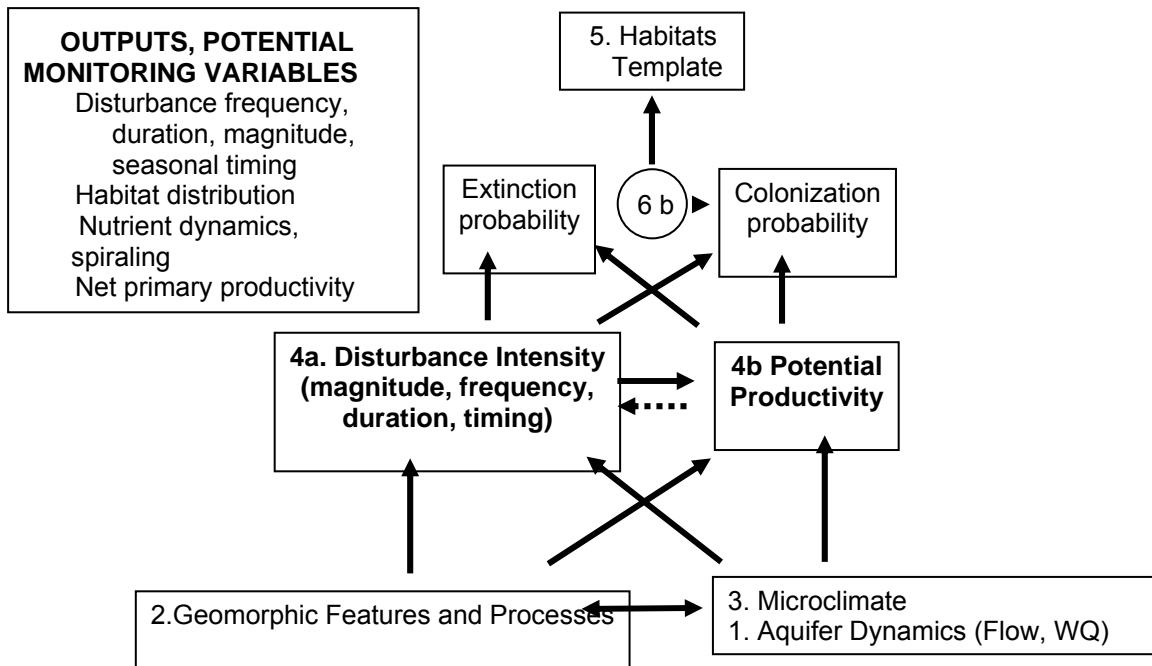 OUTPUTS, POTENTIAL
MONITORING VARIABLES
Disturbance frequency,
duration, magnitude,
seasonal timing
Habitat distribution
Nutrient dynamics,
spiraling
Net primary productivity
5. Habitats
Template
Extinction
probability
6 b
Colonization
probability
4a. Disturbance Intensity
(magnitude, frequency,
duration, timing)
4b Potential
Productivity
2.Geomorphic Features and Processes
3. Microclimate
1. Aquifer Dynamics (Flow, WQ)